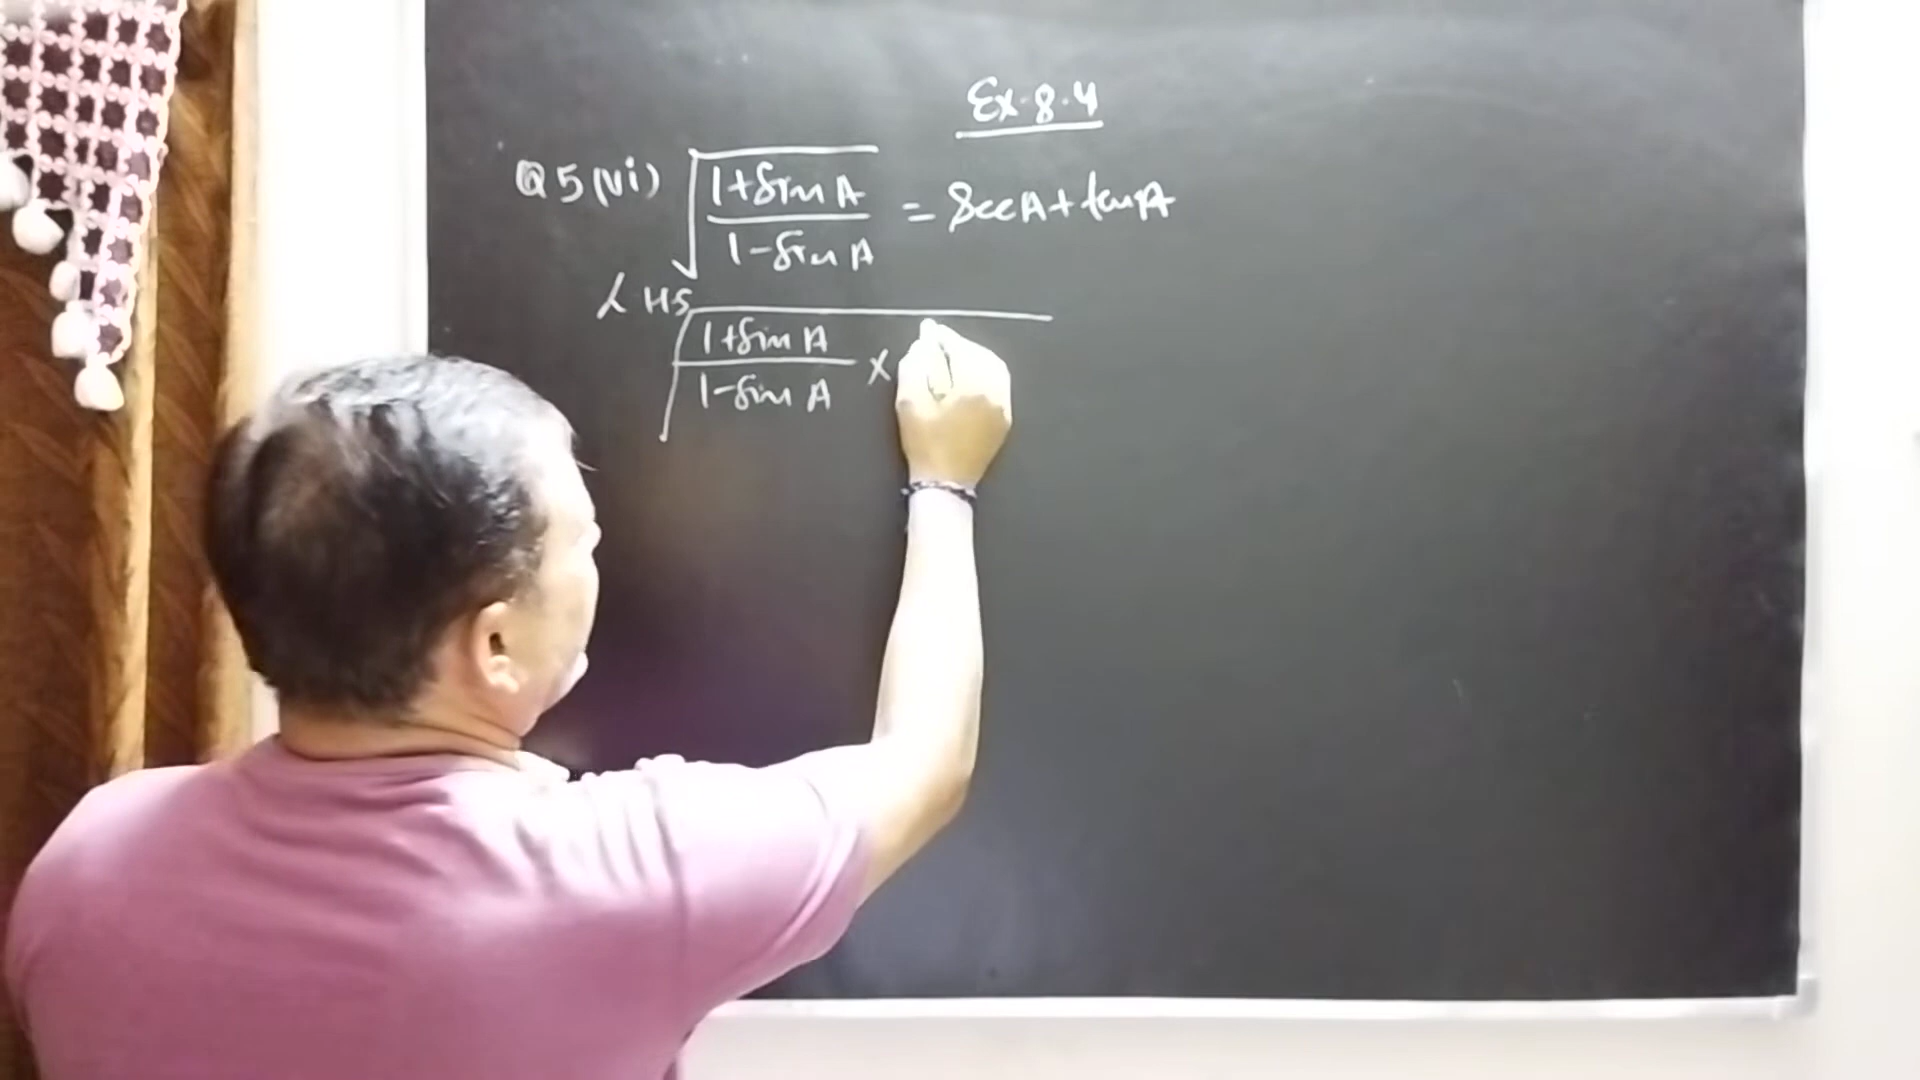 Ex. 8.4
Q5(vi) √(1+sinA / 1-sinA) = SecA + tanA
LHS
√(1+sinA / 1-sinA) ×